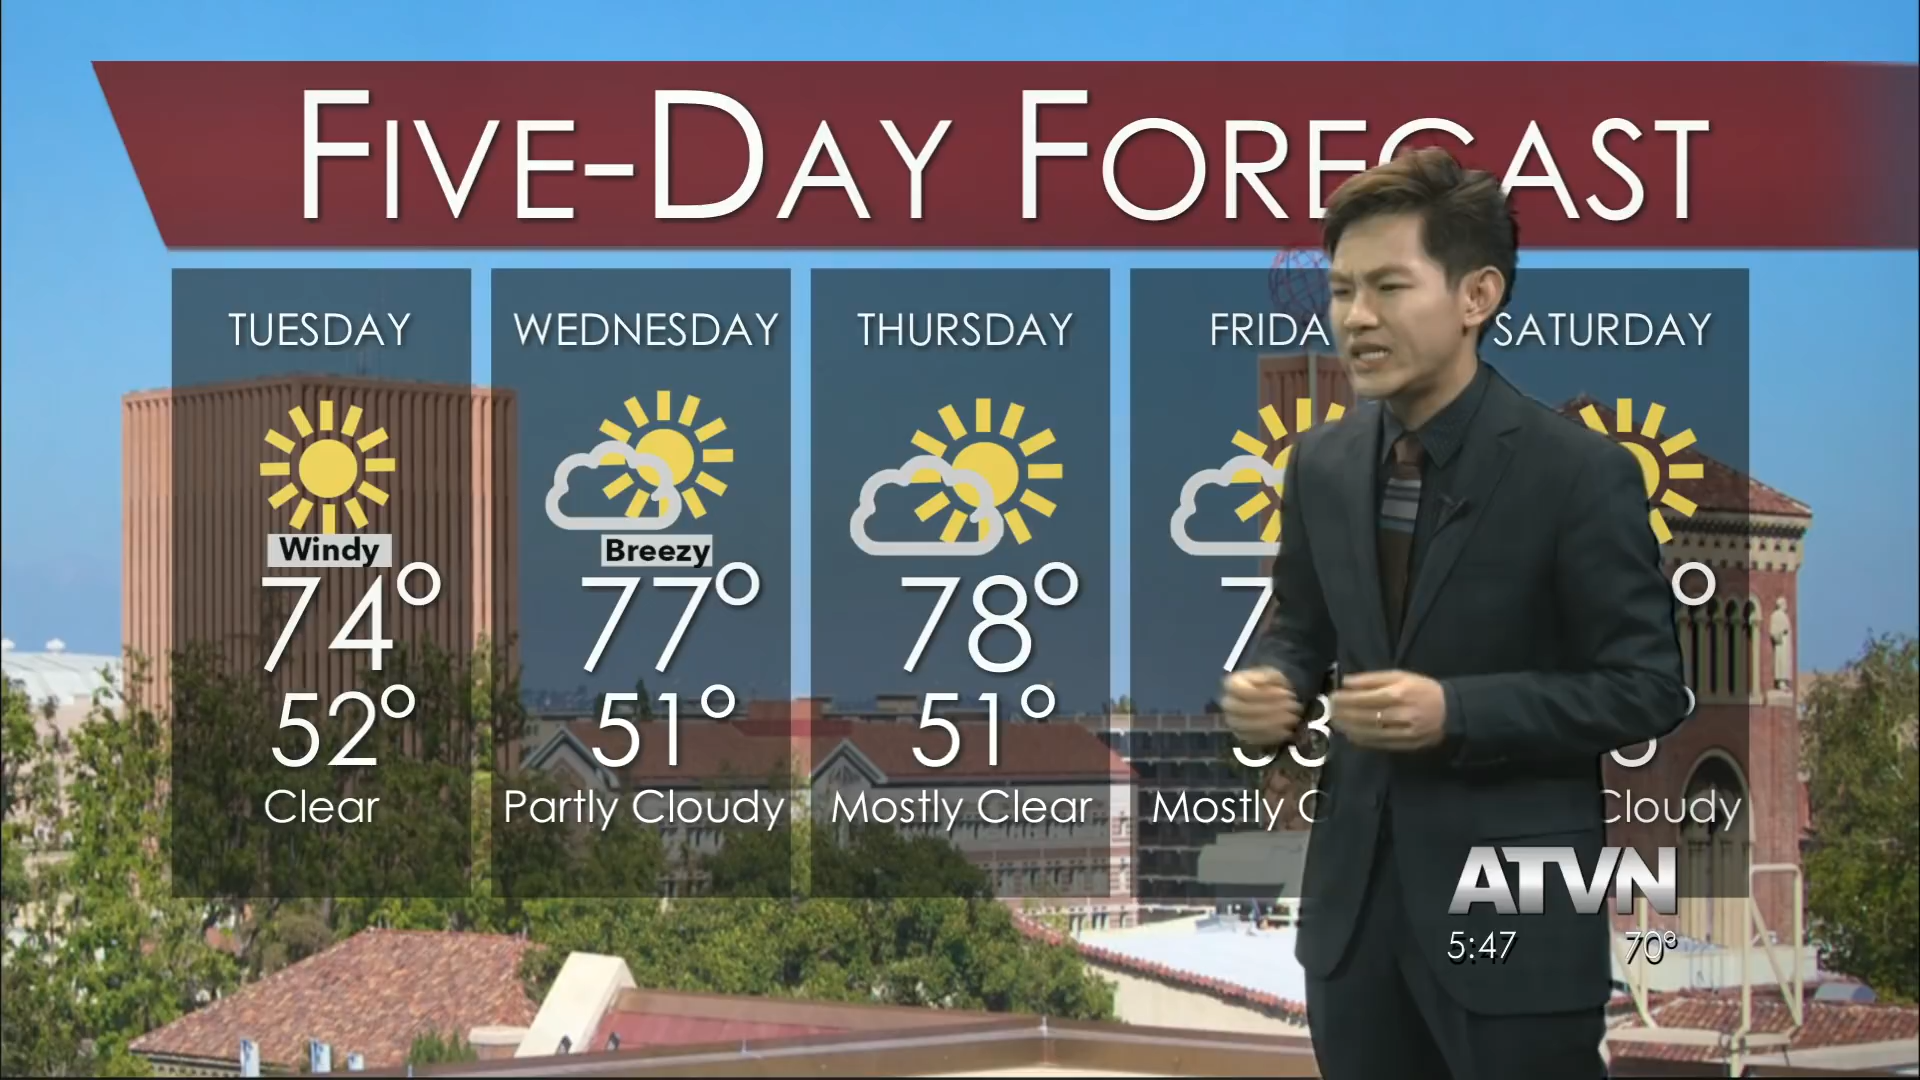 FIVE-DAY FORECAST
TUESDAY
Windy
74°
52°
Clear
WEDNESDAY
Breezy
77°
51°
Partly Cloudy
THURSDAY
78°
51°
Mostly Clear
Mostly
SATURDAY
Cloudy
ATVN
5:47 70°